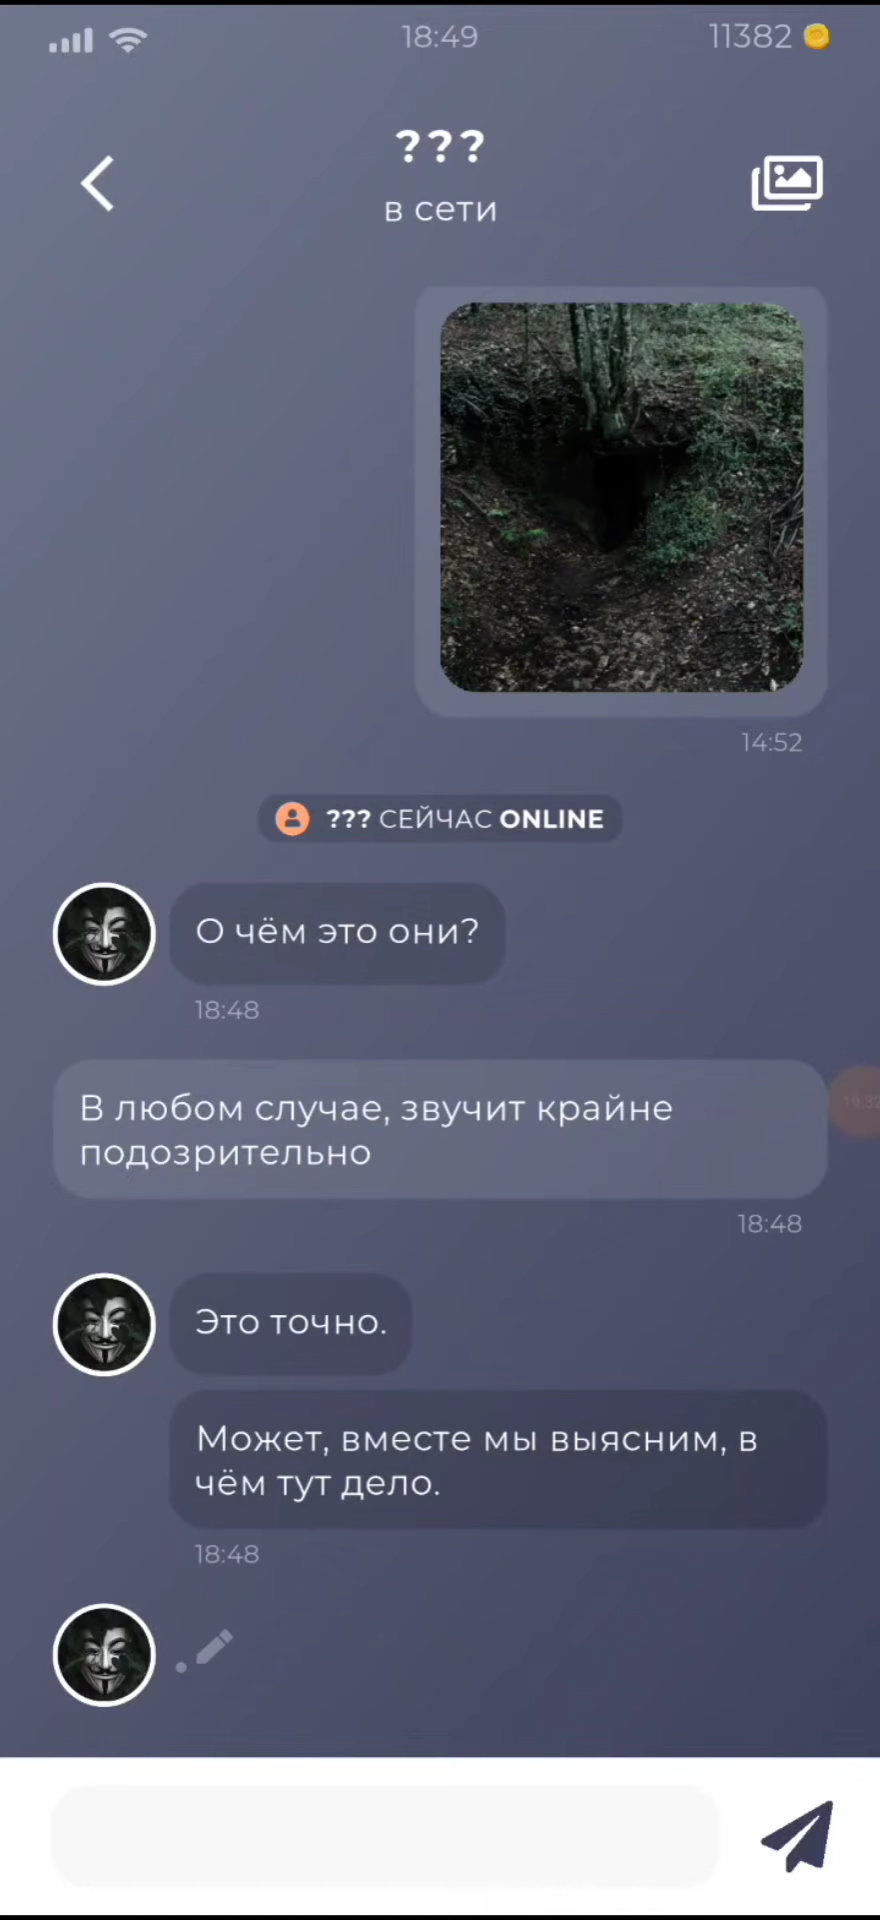 18:49
11382
???
в сети
14:52
??? СЕЙЧАС ONLINE
О чём это они?
18:48
В любом случае, звучит крайне
подозрительно
18:48
Это точно.
Может, вместе мы выясним, в
чём тут дело.
18:48